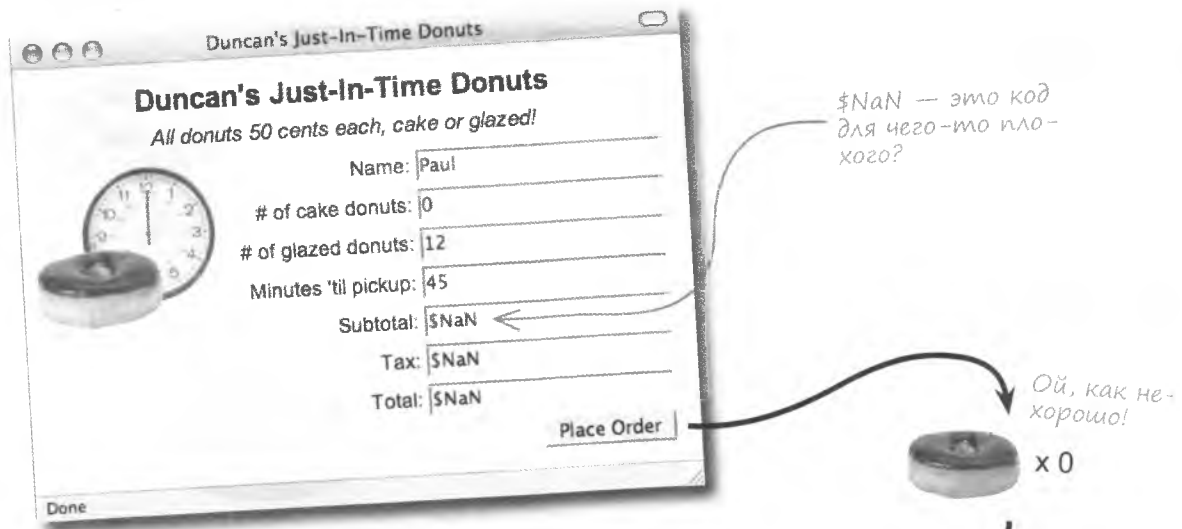 Duncan's Just-In-Time Donuts
Duncan's Just-In-Time Donuts
All donuts 50 cents each, cake or glazed!
Name: Paul
# of cake donuts: 0
# of glazed donuts: 12
Minutes 'til pickup: 45
Subtotal: $NaN
Tax: $NaN
Total: $NaN
Place Order
Done
$NaN — это код
для чего-то пло-
хого?
Ой, как не-
хорошо!
x 0